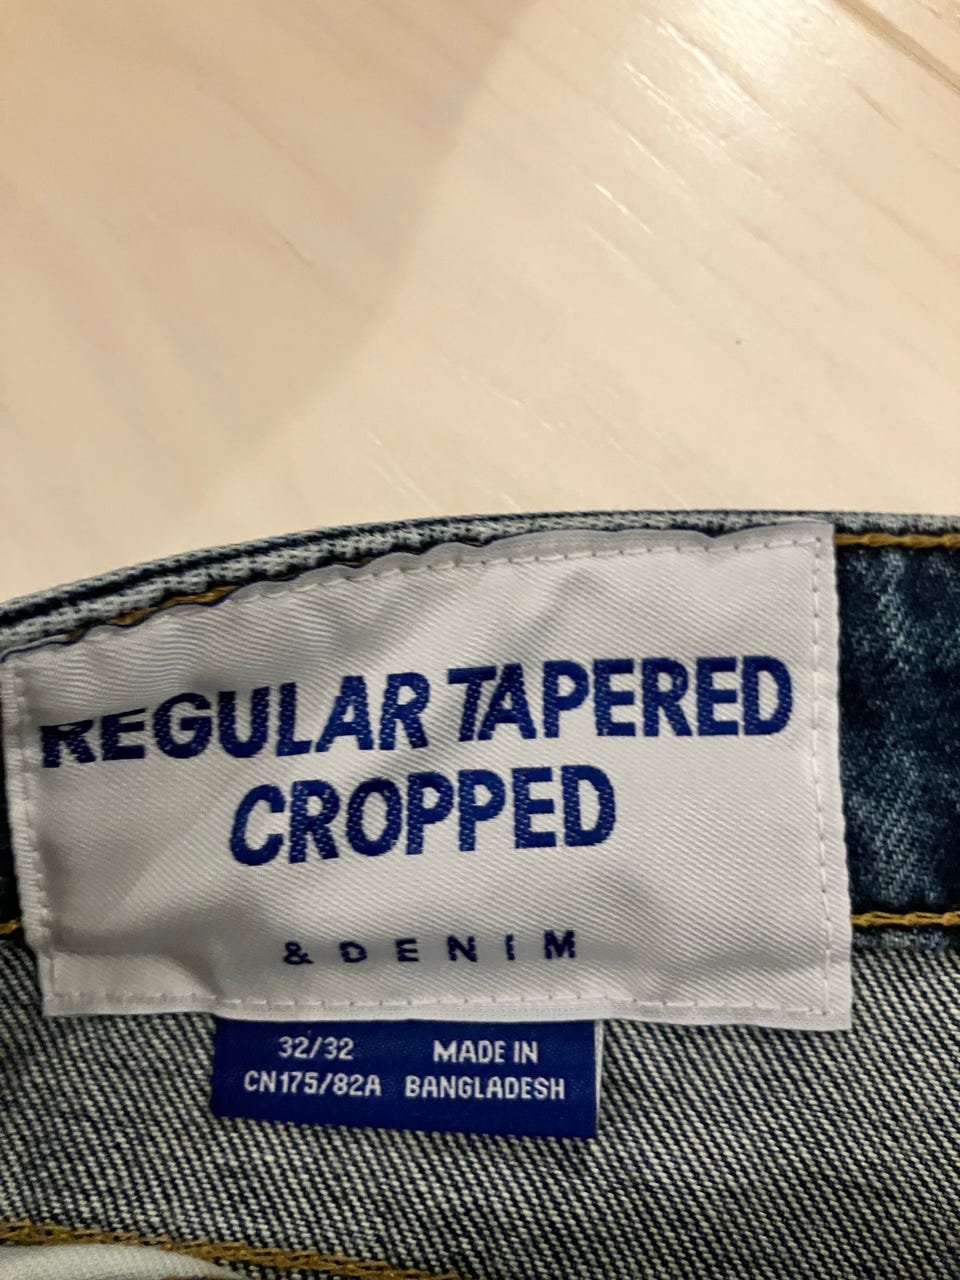 REGULAR TAPERED
CROPPED
& DENIM
32/32
CN175/82A
MADE IN
BANGLADESH